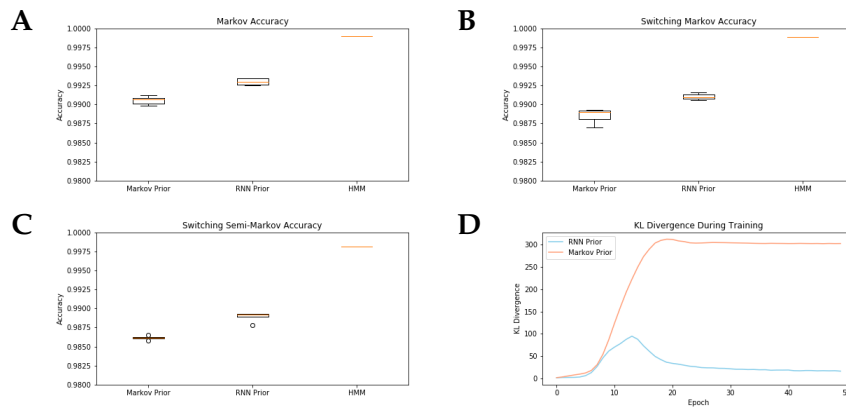 A
Markov Accuracy
1.0000
0.9975
0.9950
0.9925
0.9900
0.9875
0.9850
0.9825
0.9800
Accuracy
Markov Prior RNN Prior HMM
B
Switching Markov Accuracy
1.0000
0.9975
0.9950
0.9925
0.9900
0.9875
0.9850
0.9825
0.9800
Accuracy
Markov Prior RNN Prior HMM
C
Switching Semi-Markov Accuracy
1.0000
0.9975
0.9950
0.9925
0.9900
0.9875
0.9850
0.9825
0.9800
Accuracy
Markov Prior RNN Prior HMM
D
KL Divergence During Training
RNN Prior
Markov Prior
300
250
200
150
100
50
0
KL Divergence
0 10 20 30 40 5
Epoch